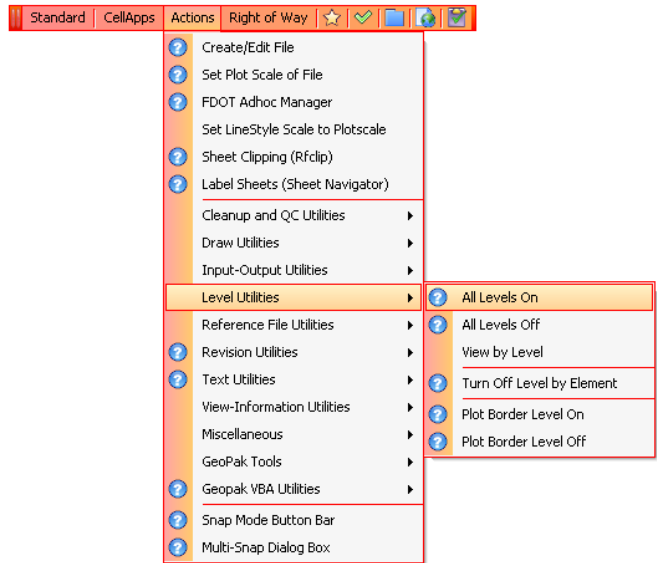 Standard CellApps Actions Right of Way
Create/Edit File
Set Plot Scale of File
FDOT Adhoc Manager
Set LineStyle Scale to Plotscale
Sheet Clipping (Rfclip)
Label Sheets (Sheet Navigator)
Cleanup and QC Utilities
Draw Utilities
Input-Output Utilities
Level Utilities
Reference File Utilities
Revision Utilities
Text Utilities
View-Information Utilities
Miscellaneous
GeoPak Tools
Geopak VBA Utilities
Snap Mode Button Bar
Multi-Snap Dialog Box
All Levels On
All Levels Off
View by Level
Turn Off Level by Element
Plot Border Level On
Plot Border Level Off